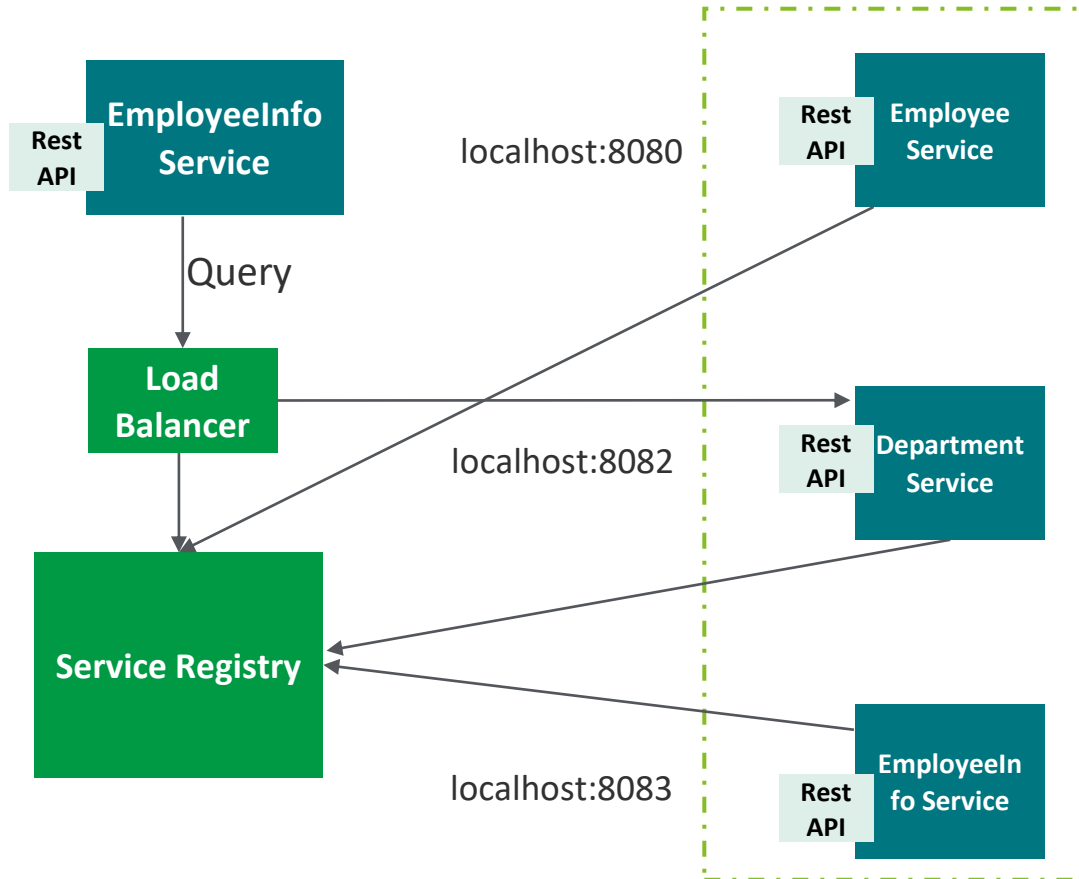 EmployeeInfo
Service
Rest
API
Query
Load
Balancer
Service Registry
localhost:8080
localhost:8082
localhost:8083
Rest
API
Employee
Service
Rest
API
Department
Service
Rest
API
EmployeeIn
fo Service